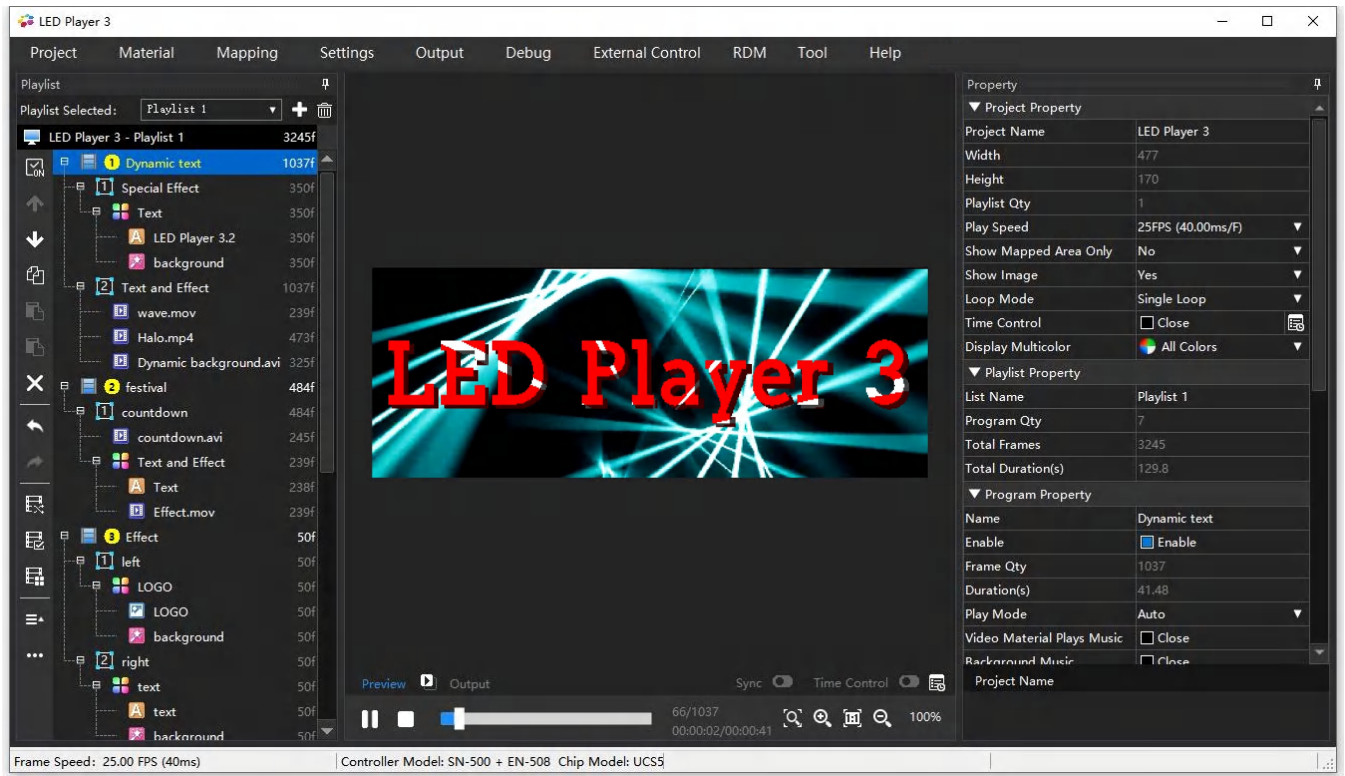 LED Player 3
Project Material Mapping Settings Output Debug External Control RDM Tool Help
Playlist
Playlist Selected: Playlist 1
LED Player 3 - Playlist 1 3245f
ON
1 Dynamic text 1037f
1 Special Effect 350f
Text 350f
A LED Player 3.2 350f
background 350f
2 Text and Effect 1037f
wave.mov 239f
Halo.mp4 473f
Dynamic background.avi 325f
2 festival 484f
1 countdown 484f
countdown.avi 245f
Text and Effect 239f
A Text 238f
Effect.mov 239f
3 Effect 50f
1 left 50f
LOGO 50f
LOGO 50f
background 50f
2 right 50f
text 50f
A text 50f
background 50f
LED Player 3
Preview Output Sync Time Control
66/1037
00:00:02/00:00:41
100%
Property
Project Property
Project Name LED Player 3
Width 477
Height 170
Playlist Qty 1
Play Speed 25FPS (40.00ms/F)
Show Mapped Area Only No
Show Image Yes
Loop Mode Single Loop
Time Control Close
Display Multicolor All Colors
Playlist Property
List Name Playlist 1
Program Qty 7
Total Frames 3245
Total Duration(s) 129.8
Program Property
Name Dynamic text
Enable Enable
Frame Qty 1037
Duration(s) 41.48
Play Mode Auto
Video Material Plays Music Close
Background Music Close
Project Name
Frame Speed: 25.00 FPS (40ms) Controller Model: SN-500 + EN-508 Chip Model: UCS5